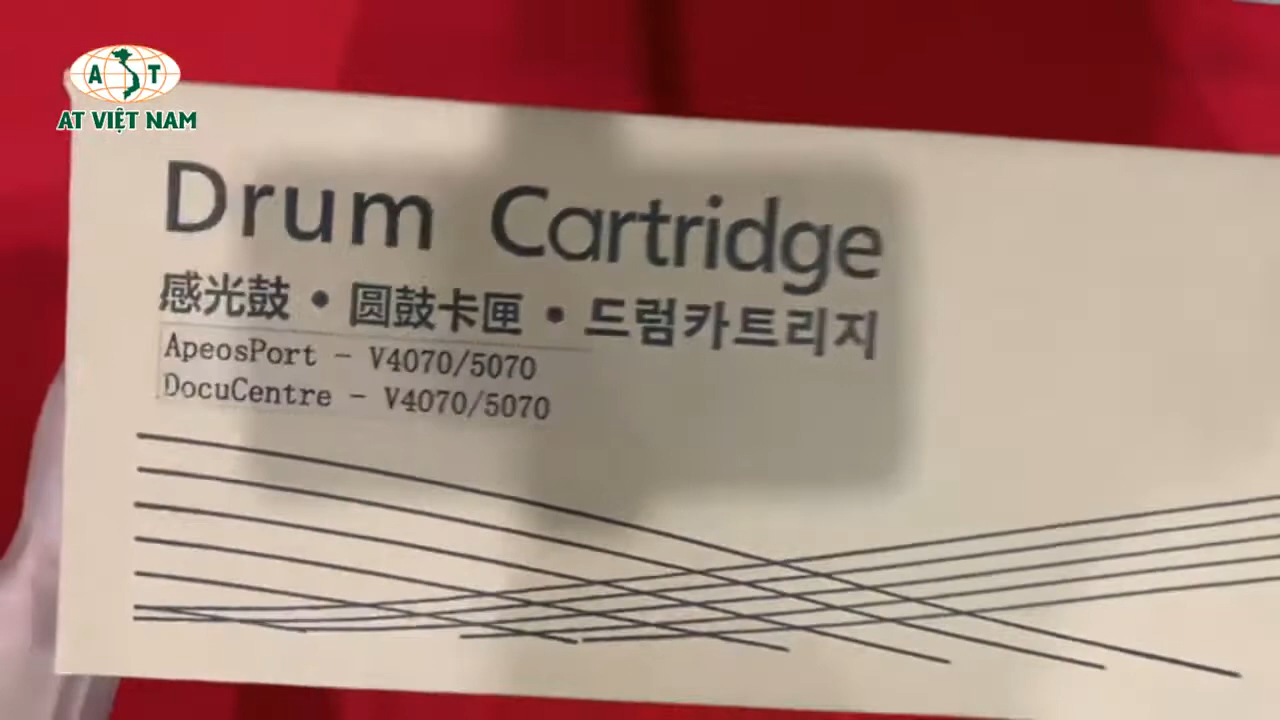 A T
AT VIỆT NAM
Drum Cartridge
感光鼓 • 圆鼓卡匣 • 드럼카트리지
ApeosPort - V4070/5070
DocuCentre - V4070/5070